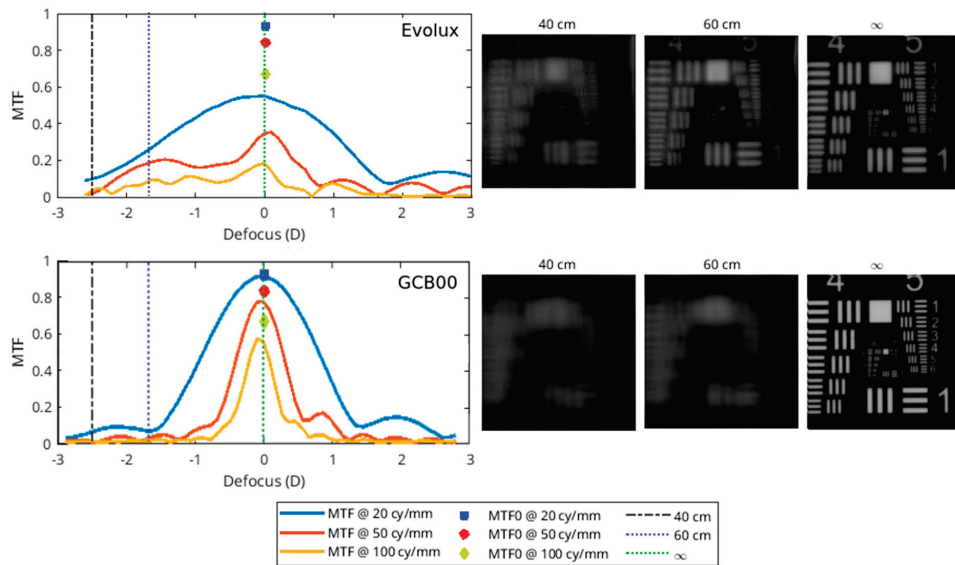 Evolux
MTF
1
0.8
0.6
0.4
0.2
0
-3
-2
-1
0
1
2
3
Defocus (D)
40 cm
60 cm
∞
4
5
4
5
1
2
3
1
GCB00
MTF
1
0.8
0.6
0.4
0.2
0
-3
-2
-1
0
1
2
3
Defocus (D)
40 cm
60 cm
∞
4
5
1
2
3
4
5
6
1
MTF @ 20 cy/mm
MTF0 @ 20 cy/mm
40 cm
MTF @ 50 cy/mm
MTF0 @ 50 cy/mm
60 cm
MTF @ 100 cy/mm
MTF0 @ 100 cy/mm
∞